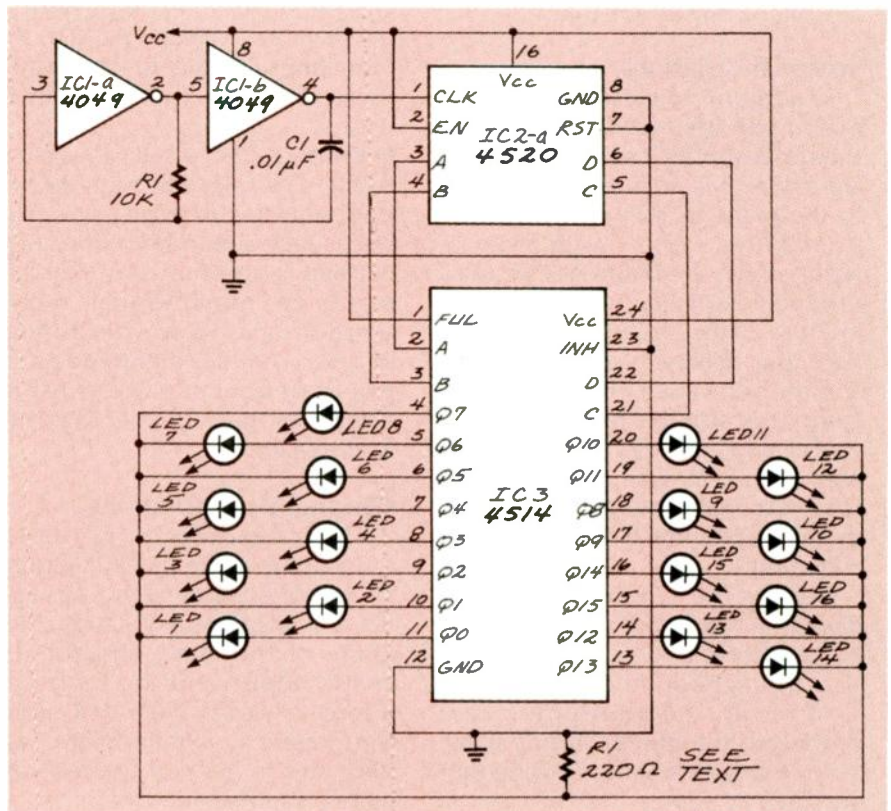 Vcc
8
16
3
IC1-a
4049
2
5
IC1-b
4049
4
1
C1
.01µF
R1
10K
Vcc
1 CLK
GND 8
2 EN
RST 7
IC2-a
4520
3 A
D 6
4 B
C 5
1 FUL
Vcc 24
2 A
INH 23
3 B
D 22
4 Q7
C 21
5 Q6
Q10 20
6 Q5
Q11 19
IC3
4514
7 Q4
Q8 18
8 Q3
Q9 17
9 Q2
Q14 16
10 Q1
Q15 15
11 Q0
Q12 14
12 GND
Q13 13
LED 7
LED8
LED 6
LED 5
LED 4
LED 3
LED 2
LED 1
LED11
LED 12
LED 9
LED 10
LED 15
LED 16
LED 13
LED 14
R1
220Ω
SEE
TEXT